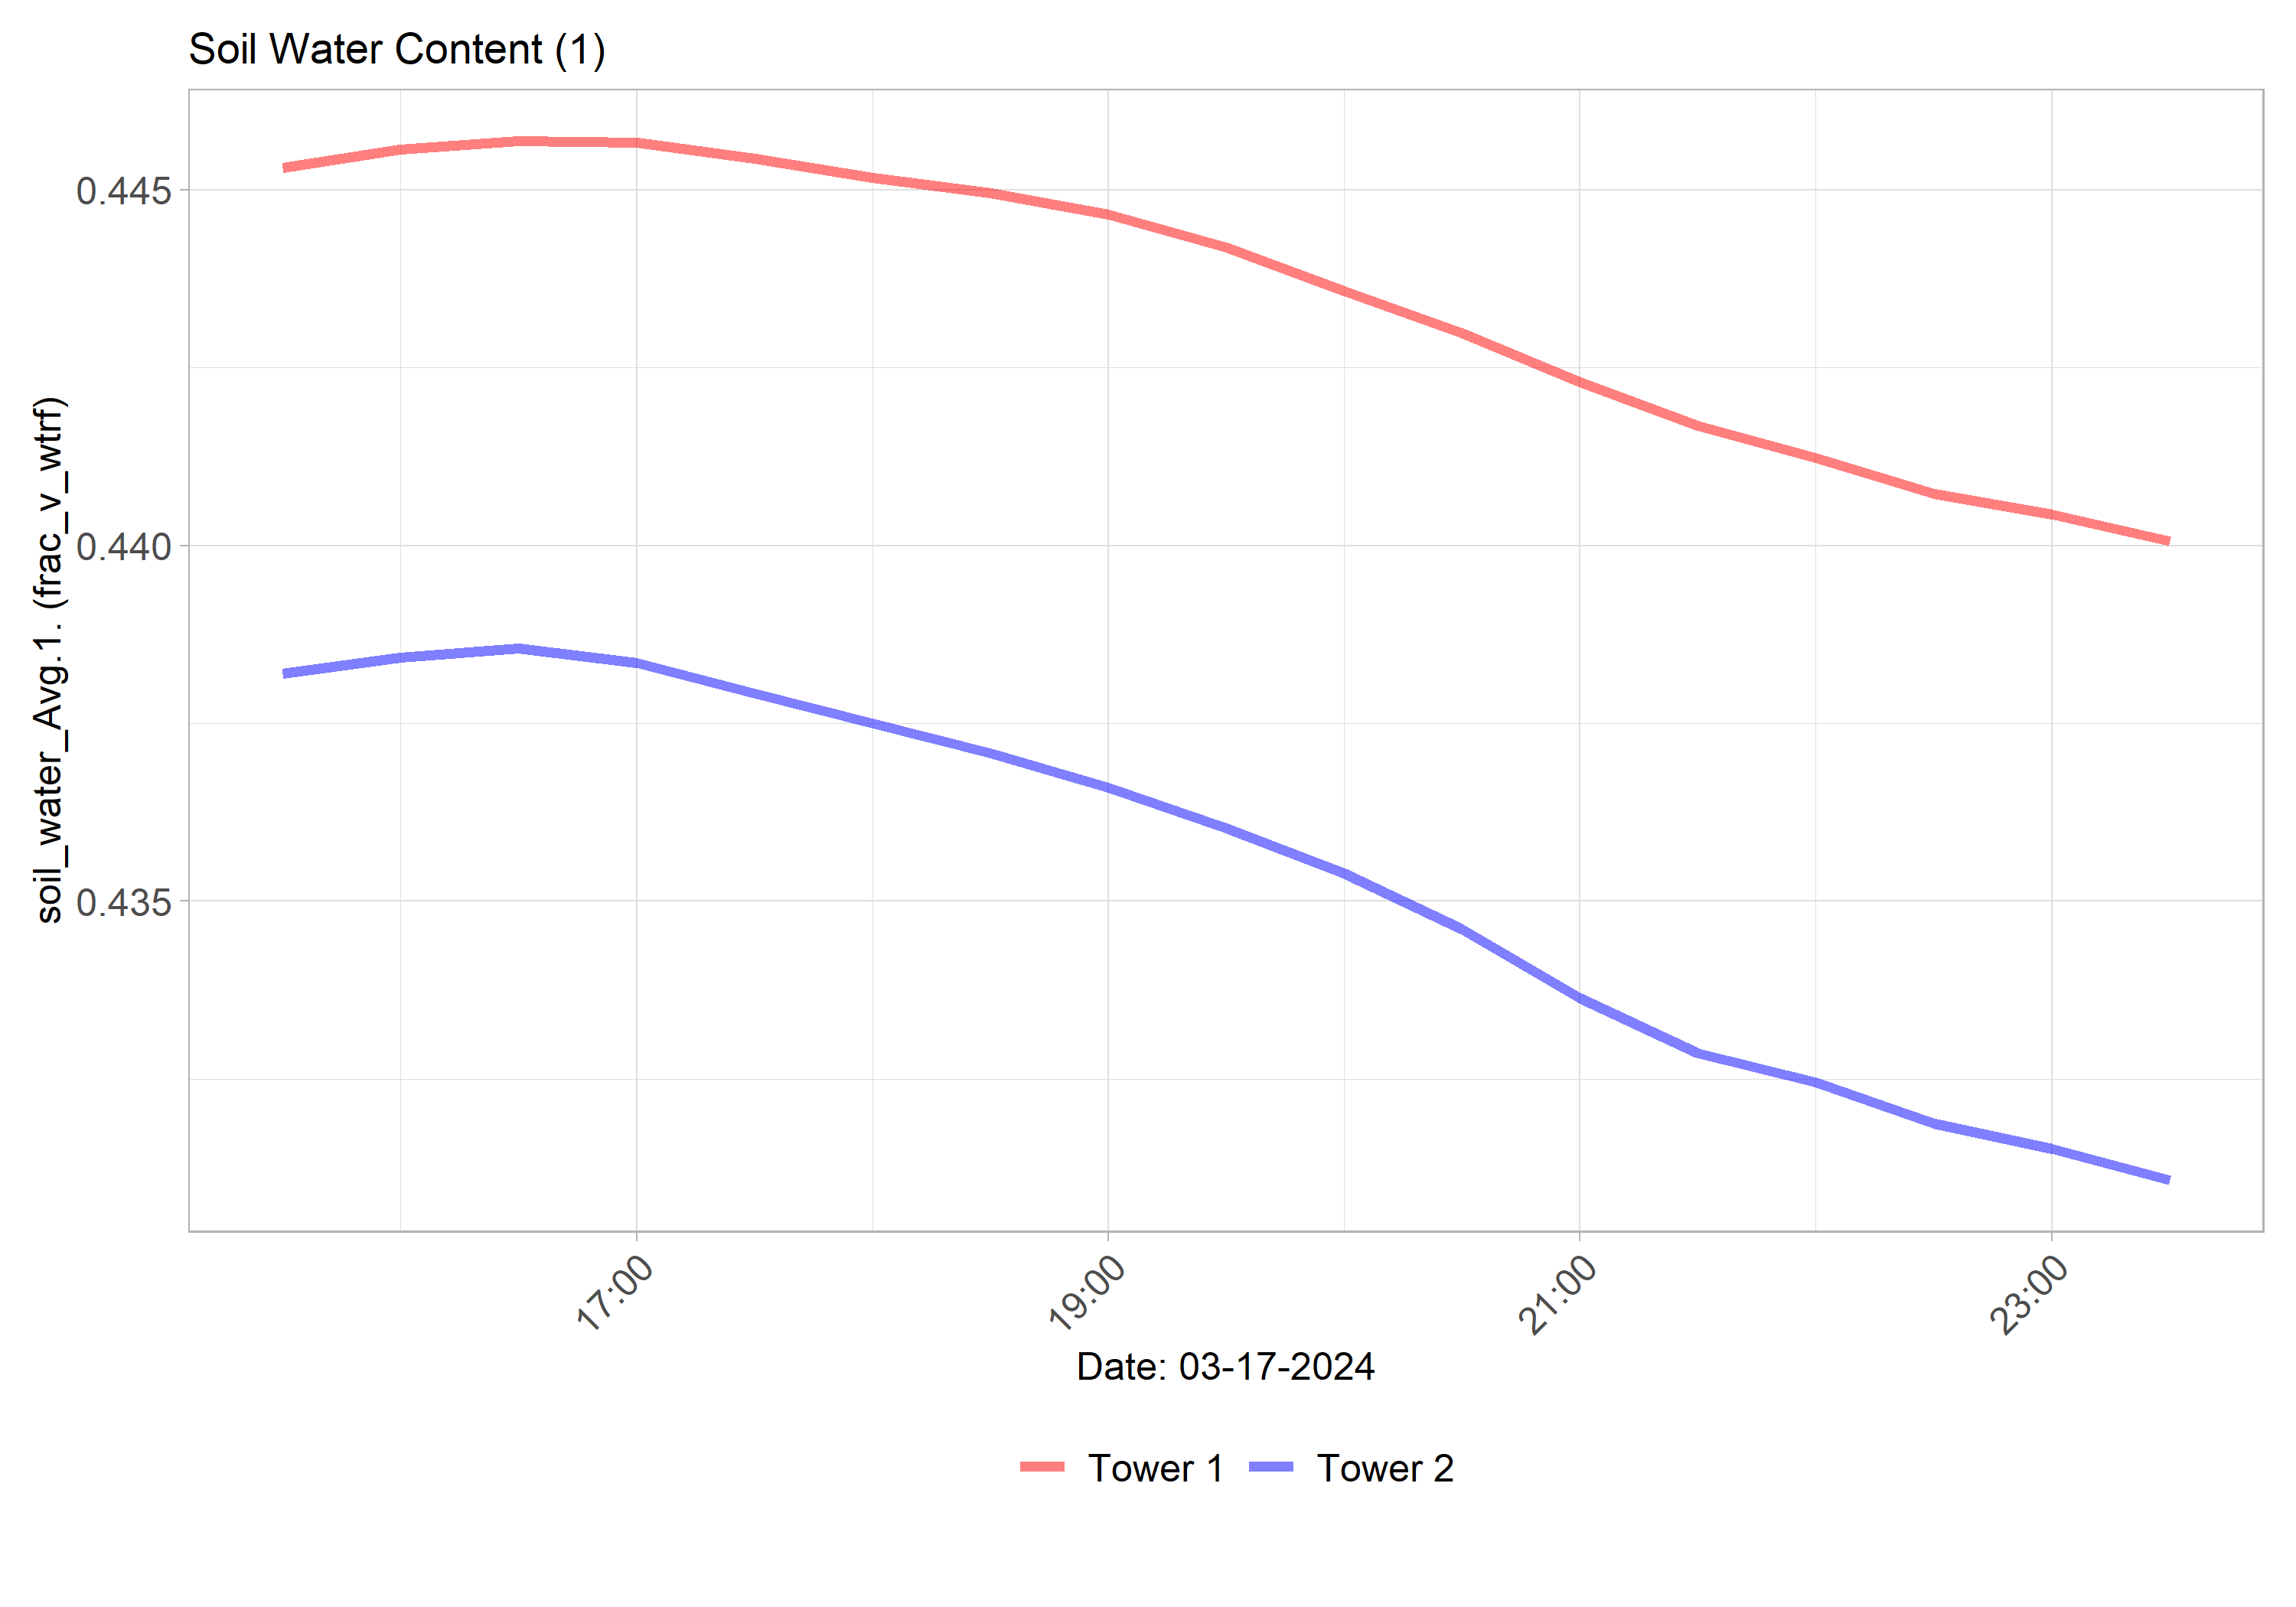 Soil Water Content (1)
soil_water_Avg.1. (frac_v_wtrf)
0.445
0.440
0.435
17:00
19:00
21:00
23:00
Date: 03-17-2024
Tower 1
Tower 2